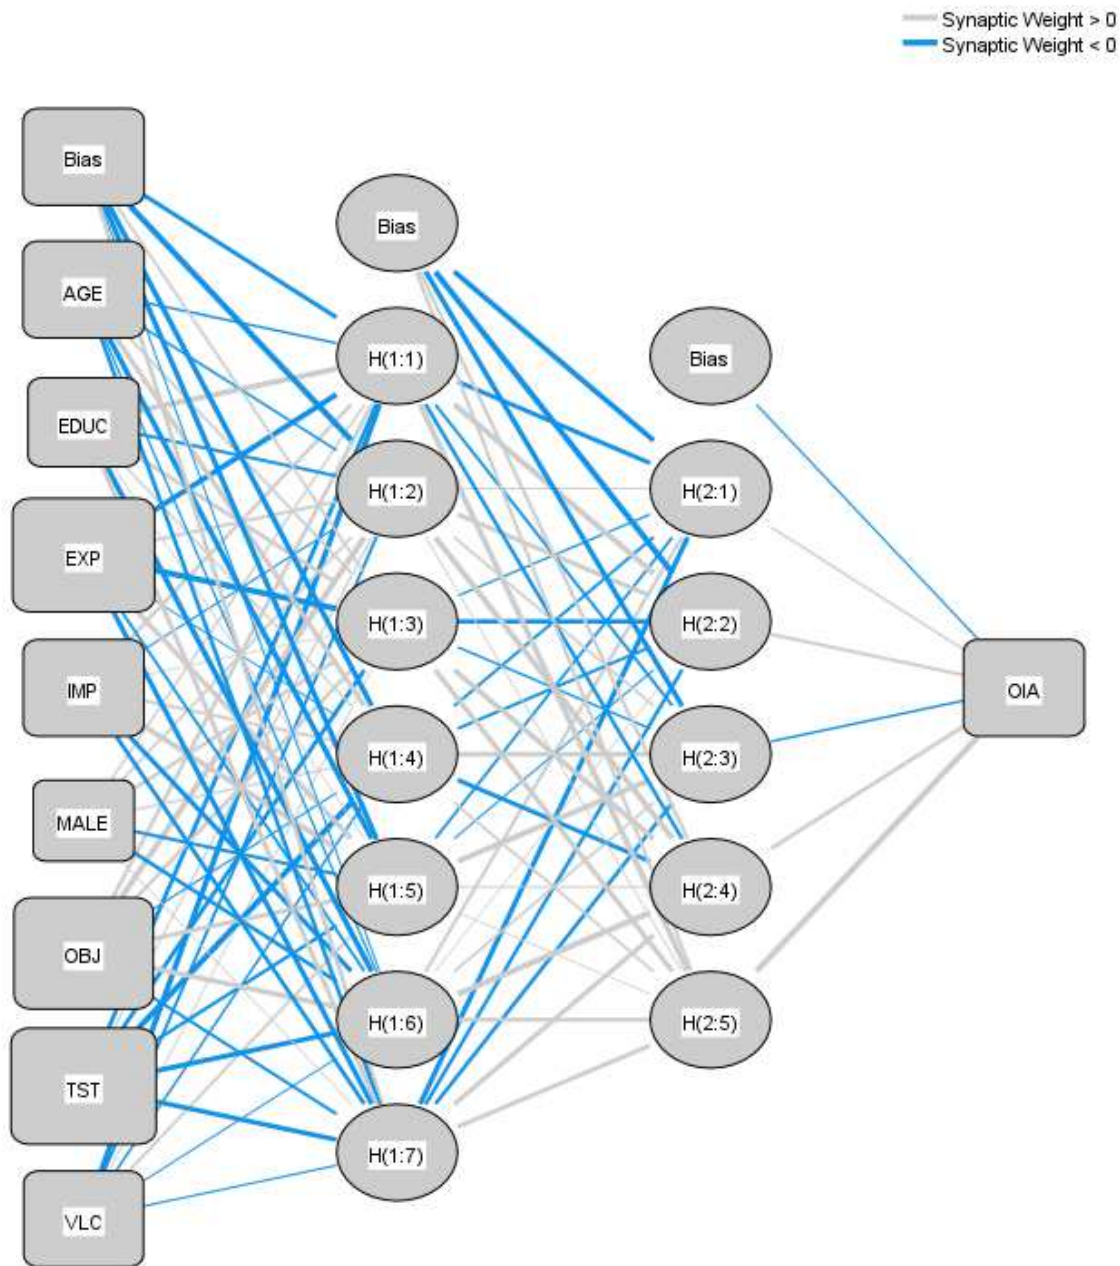 Synaptic Weight > 0
Synaptic Weight < 0
Bias
AGE
EDUC
EXP
IMP
MALE
OBJ
TST
VLC
Bias
H(1:1)
H(1:2)
H(1:3)
H(1:4)
H(1:5)
H(1:6)
H(1:7)
Bias
H(2:1)
H(2:2)
H(2:3)
H(2:4)
H(2:5)
OIA